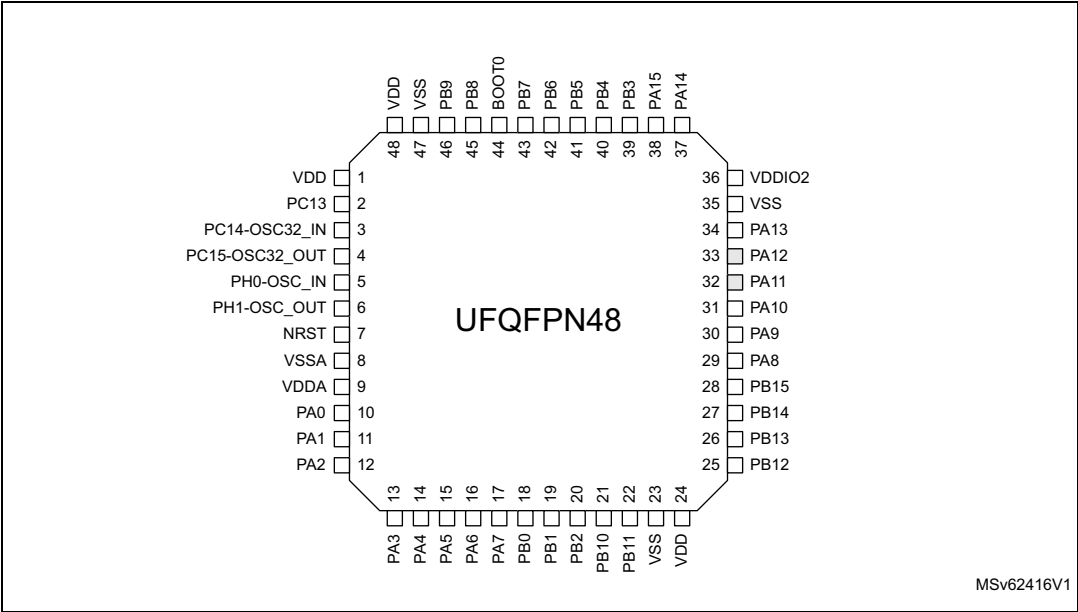 VDD
VSS
PB9
PB8
BOOT0
PB7
PB6
PB5
PB4
PB3
PA15
PA14
48
47
46
45
44
43
42
41
40
39
38
37
VDD 1
PC13 2
PC14-OSC32_IN 3
PC15-OSC32_OUT 4
PH0-OSC_IN 5
PH1-OSC_OUT 6
NRST 7
VSSA 8
VDDA 9
PA0 10
PA1 11
PA2 12
UFQFPN48
36 VDDIO2
35 VSS
34 PA13
33 PA12
32 PA11
31 PA10
30 PA9
29 PA8
28 PB15
27 PB14
26 PB13
25 PB12
13
14
15
16
17
18
19
20
21
22
23
24
PA3
PA4
PA5
PA6
PA7
PB0
PB1
PB2
PB10
PB11
VSS
VDD
MSv62416V1